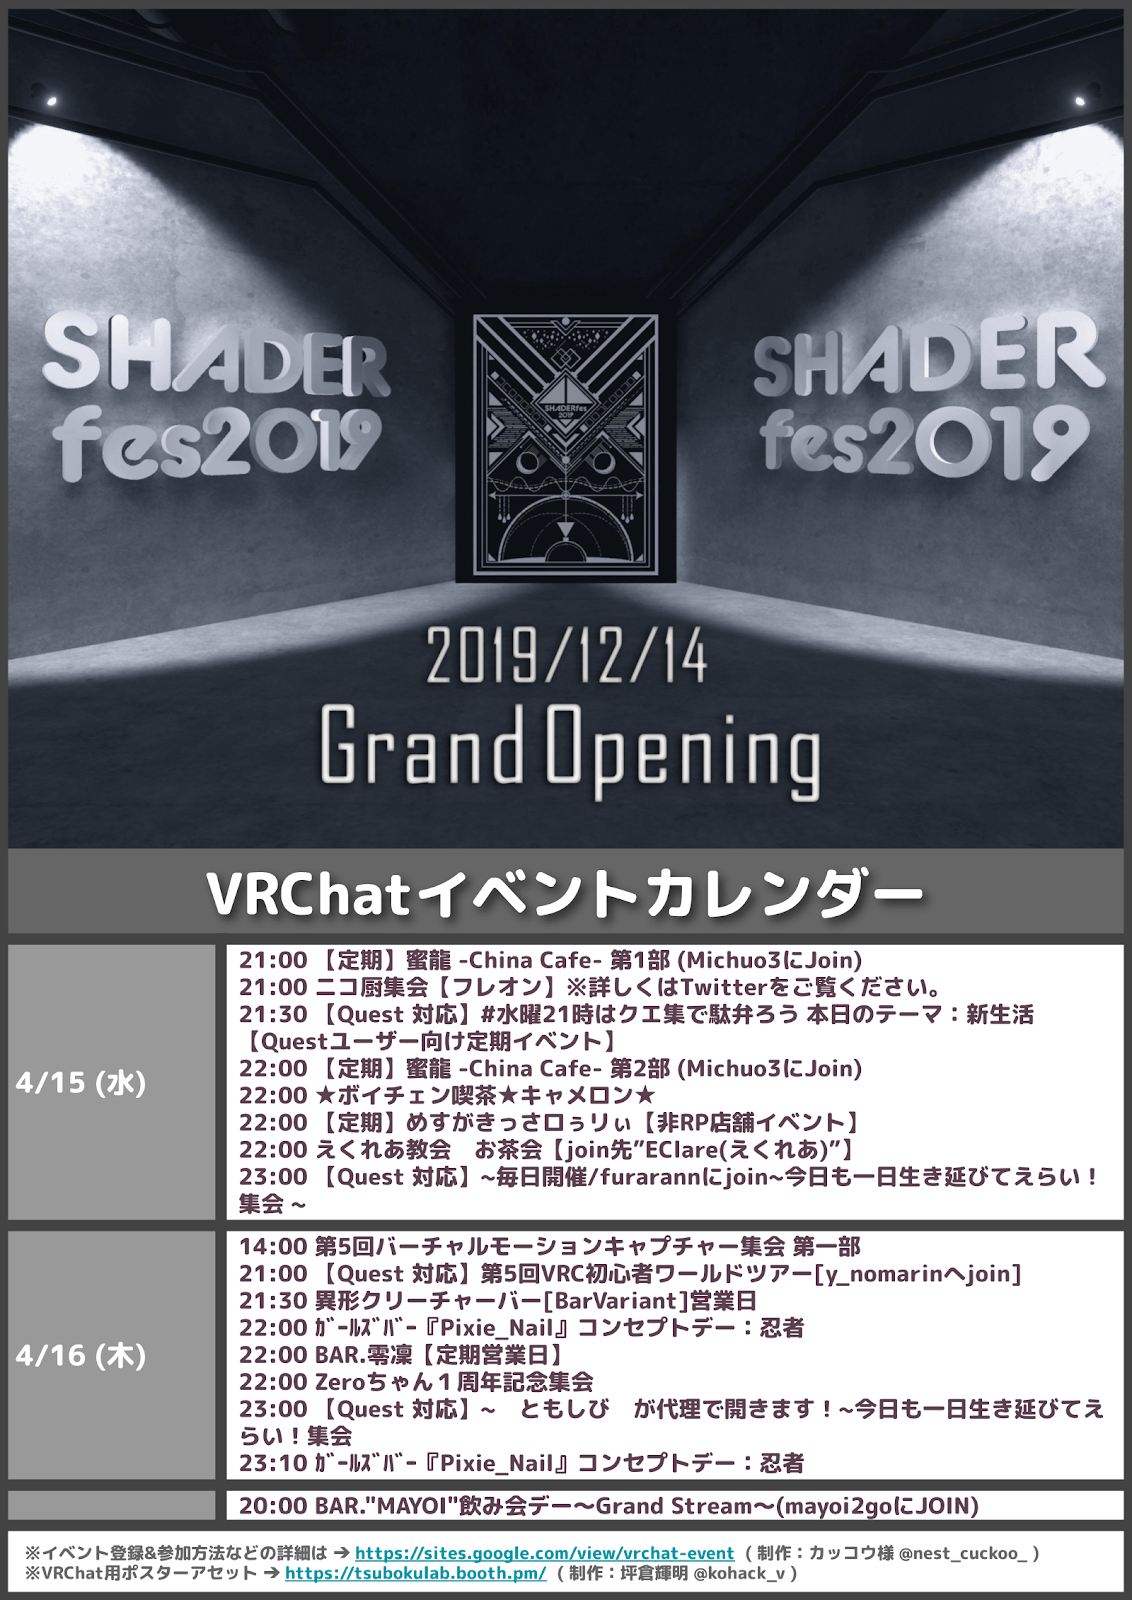 SHADER
fes2019
SHADER
fes2019
SHADERfes
2019
2019/12/14
Grand Opening
VRChatイベントカレンダー
4/15 (水)
21:00 【定期】蜜龍 -China Cafe- 第1部 (Michuo3にJoin)
21:00 ニコ厨集会【フレオン】※詳しくはTwitterをご覧ください。
21:30 【Quest 対応】#水曜21時はクエ集で駄弁ろう 本日のテーマ：新生活
【Questユーザー向け定期イベント】
22:00 【定期】蜜龍 -China Cafe- 第2部 (Michuo3にJoin)
22:00 ★ボイチェン喫茶★キャメロン★
22:00 【定期】めすがきっさロぅリぃ【非RP店舗イベント】
22:00 えくれあ教会　お茶会【join先”EClare(えくれあ)”】
23:00 【Quest 対応】~毎日開催/furarannにjoin~今日も一日生き延びてえらい！
集会 ~
4/16 (木)
14:00 第5回バーチャルモーションキャプチャー集会 第一部
21:00 【Quest 対応】第5回VRC初心者ワールドツアー[y_nomarinへjoin]
21:30 異形クリーチャーバー[BarVariant]営業日
22:00 ｶﾞｰﾙｽﾞﾊﾞｰ『Pixie_Nail』コンセプトデー：忍者
22:00 BAR.零凜【定期営業日】
22:00 Zeroちゃん１周年記念集会
23:00 【Quest 対応】~　ともしび　が代理で開きます！~今日も一日生き延びてえ
らい！集会
23:10 ｶﾞｰﾙｽﾞﾊﾞｰ『Pixie_Nail』コンセプトデー：忍者
20:00 BAR."MAYOI"飲み会デー～Grand Stream～(mayoi2goにJOIN)
※イベント登録&参加方法などの詳細は ➔ https://sites.google.com/view/vrchat-event ( 制作：カッコウ様 @nest_cuckoo_ )
※VRChat用ポスターアセット ➔ https://tsubokulab.booth.pm/ ( 制作：坪倉輝明 @kohack_v )